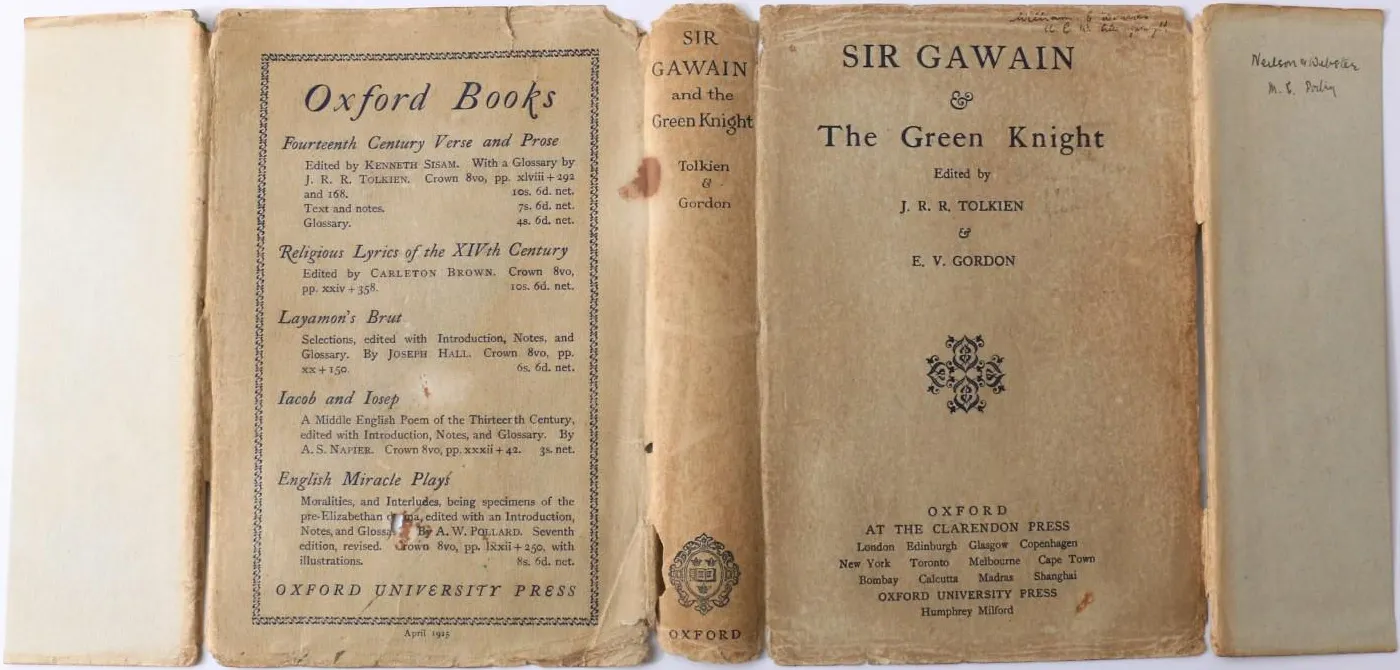 Oxford Books
Fourteenth Century Verse and Prose
Edited by KENNETH SISAM. With a Glossary by
J. R. R. TOLKIEN. Crown 8vo, pp. xlviii + 292
and 168. 10s. 6d. net.
Text and notes. 7s. 6d. net.
Glossary. 4s. 6d. net.
Religious Lyrics of the XIVth Century
Edited by CARLETON BROWN. Crown 8vo,
pp. xxiv + 358. 10s. 6d. net.
Layamon's Brut
Selections, edited with Introduction, Notes, and
Glossary. By JOSEPH HALL. Crown 8vo, pp.
xx + 150. 6s. 6d. net.
Iacob and Iosep
A Middle English Poem of the Thirteenth Century,
edited with Introduction, Notes, and Glossary. By
A. S. NAPIER. Crown 8vo, pp. xxxii + 42. 3s. net.
English Miracle Plays
Moralities, and Interludes, being specimens of the
pre-Elizabethan edited with an Introduction,
Notes, and By A. W. POLLARD. Seventh
edition, revised. Crown 8vo, pp. lxxii + 250, with
illustrations. 8s. 6d. net.
OXFORD UNIVERSITY PRESS
April 1925
SIR
GAWAIN
and the
Green Knight
Tolkien
&
Gordon
OXFORD
William
SIR GAWAIN
&
The Green Knight
Edited by
J. R. R. TOLKIEN
&
E. V. GORDON
OXFORD
AT THE CLARENDON PRESS
London Edinburgh Glasgow Copenhagen
New York Toronto Melbourne Cape Town
Bombay Calcutta Madras Shanghai
OXFORD UNIVERSITY PRESS
Humphrey Milford
Neilson & Webster